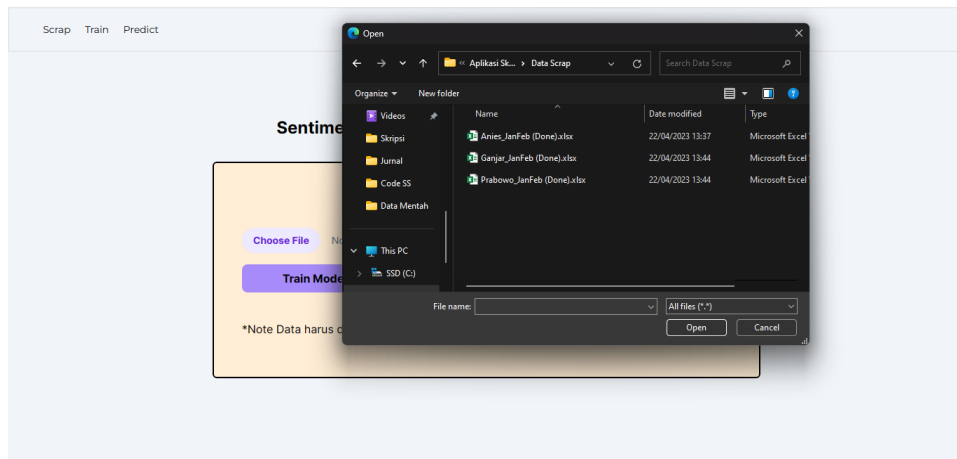 Scrap Train Predict
Open
« Aplikasi Sk... › Data Scrap
Search Data Scrap
Organize
New folder
Name
Date modified
Type
Videos
Skripsi
Jurnal
Code SS
Data Mentah
This PC
SSD (C:)
Anies_JanFeb (Done).xlsx 22/04/2023 13:37 Microsoft Excel
Ganjar_JanFeb (Done).xlsx 22/04/2023 13:44 Microsoft Excel
Prabowo_JanFeb (Done).xlsx 22/04/2023 13:44 Microsoft Excel
File name:
All files (*.*)
Open
Cancel
Sentime
Choose File
No
Train Mode
*Note Data harus